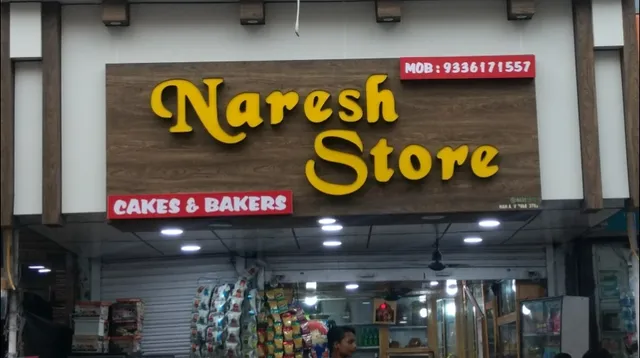 MOB : 9336171557
Naresh
Store
CAKES & BAKERS